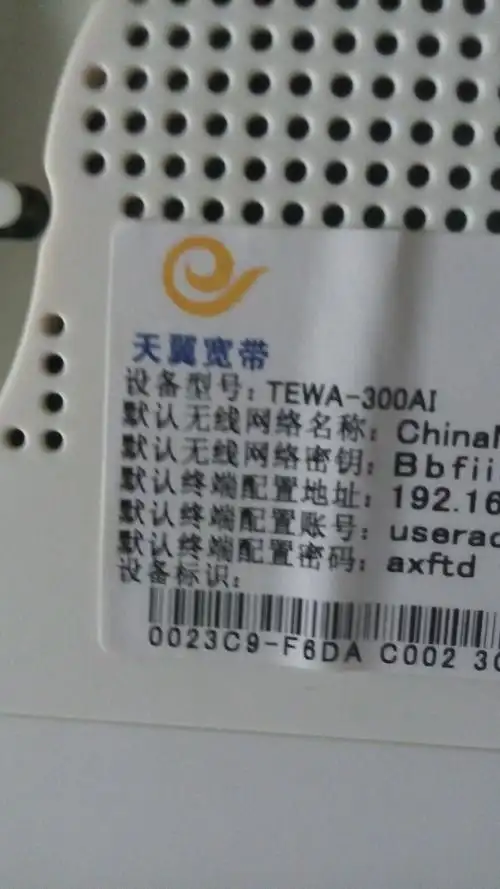 天翼宽带
设备型号：TEWA-300AI
默认无线网络名称：ChinaN
默认无线网络密钥：Bbfii
默认终端配置地址：192.16
默认终端配置账号：userad
默认终端配置密码：axftd
设备标识：
0023C9-F6DA C002 30